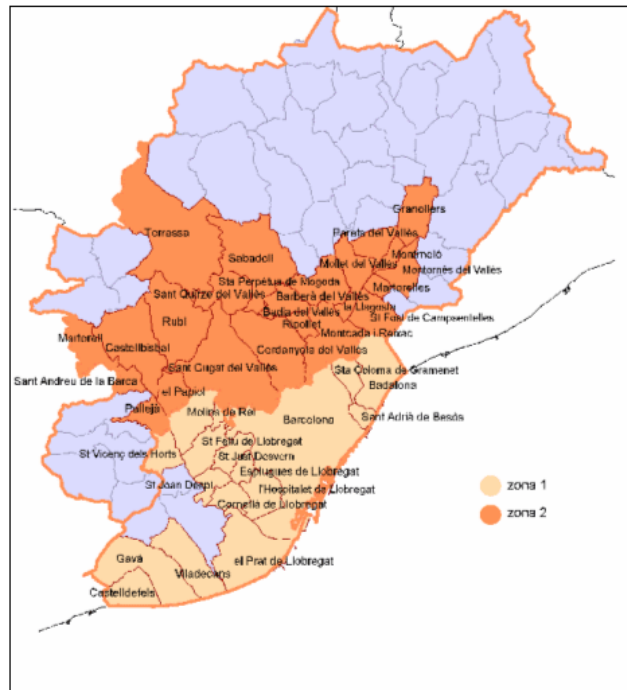 Granollers
Parets del Vallès
Terrassa
Montmeló
Sabadell
Mollet del Vallès
Montornès del Vallès
Sta Perpètua de Mogoda
Martorelles
Sant Quirze del Vallès
Barberà del Vallès
la Llagosta
Badia del Vallès
St Fost de Campsentelles
Rubí
Ripollet
Montcada i Reixac
Martorell
Castellbisbal
Cerdanyola del Vallès
Sant Cugat del Vallès
Sta Coloma de Gramenet
Sant Andreu de la Barca
Badalona
el Papiol
Pallejà
Molins de Rei
Barcelona
Sant Adrià de Besòs
St Feliu de Llobregat
St Vicenç dels Horts
St Just Desvern
Esplugues de Llobregat
St Joan Despí
l'Hospitalet de Llobregat
Cornellà de Llobregat
zona 1
zona 2
Gavà
el Prat de Llobregat
Viladecans
Castelldefels